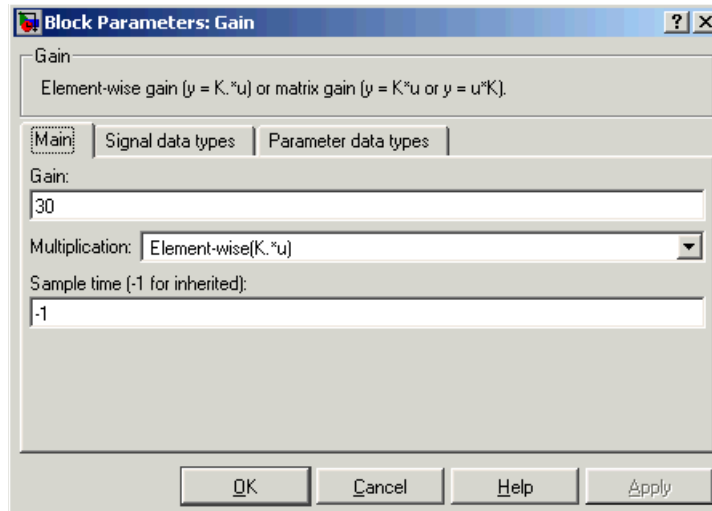 Block Parameters: Gain
Gain
Element-wise gain (y = K.*u) or matrix gain (y = K*u or y = u*K).
Main Signal data types Parameter data types
Gain:
30
Multiplication: Element-wise(K.*u)
Sample time (-1 for inherited):
-1
OK Cancel Help Apply